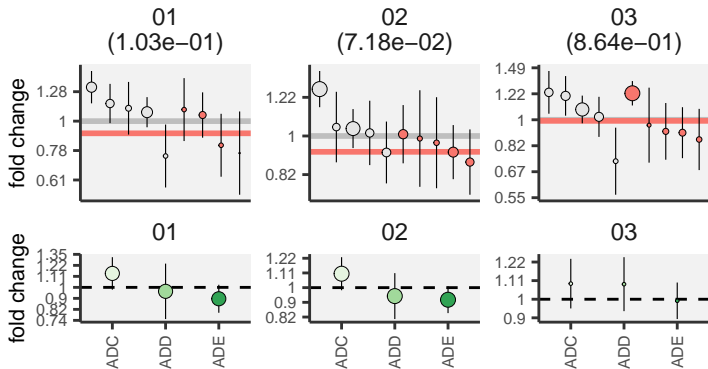 01
(1.03e−01)
02
(7.18e−02)
03
(8.64e−01)
fold change
1.28
1
0.78
0.61
1.22
1
0.82
1.49
1.22
1
0.82
0.67
0.55
01
02
03
fold change
1.35
1.22
1.11
1
0.9
0.82
0.74
1.22
1.11
1
0.9
0.82
1.22
1.11
1
0.9
ADC
ADD
ADE
ADC
ADD
ADE
ADC
ADD
ADE